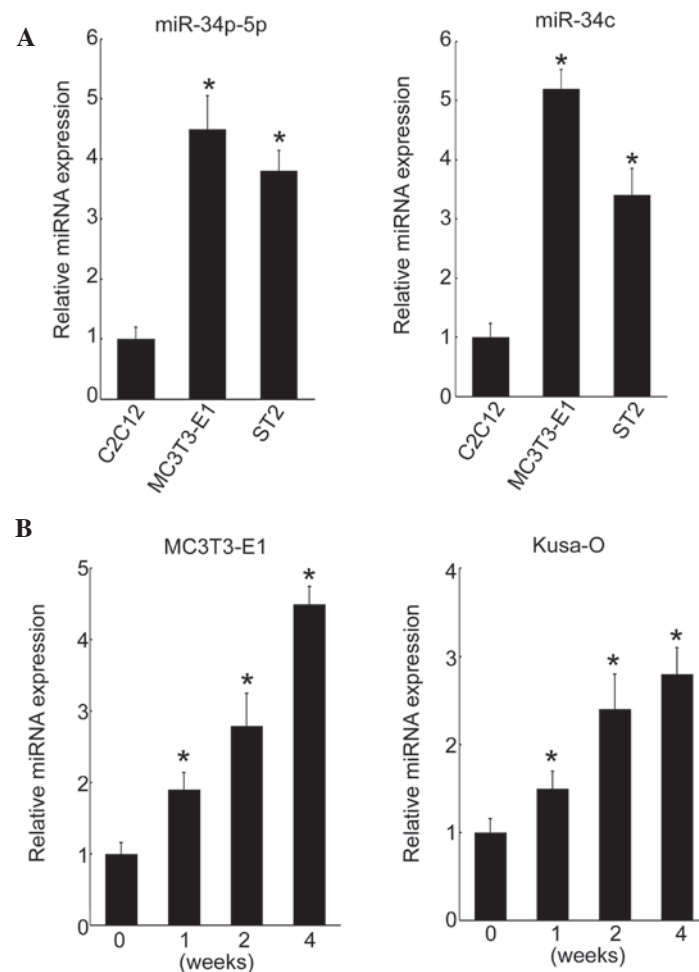 A
miR-34p-5p
Relative miRNA expression
6
5
4
3
2
1
0
*
*
C2C12
MC3T3-E1
ST2
miR-34c
Relative miRNA expression
6
5
4
3
2
1
0
*
*
C2C12
MC3T3-E1
ST2
B
MC3T3-E1
Relative miRNA expression
5
4
3
2
1
0
*
*
*
0 1 2 4
(weeks)
Kusa-O
Relative miRNA expression
4
3
2
1
0
*
*
*
0 1 2 4
(weeks)